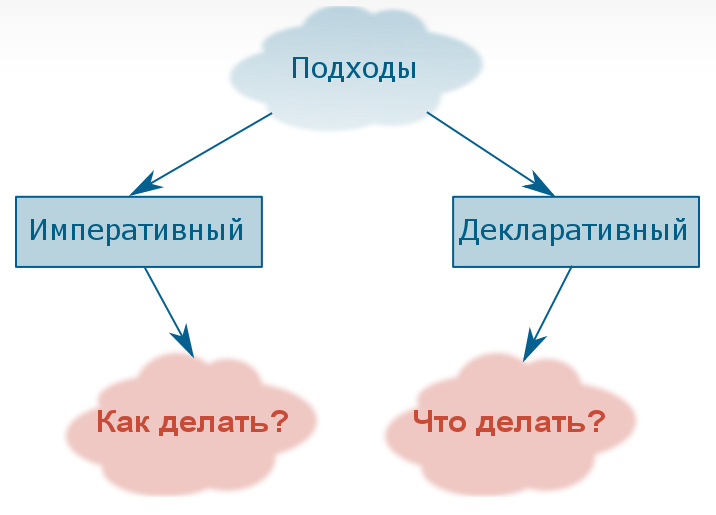 Подходы
Императивный
Декларативный
Как делать?
Что делать?